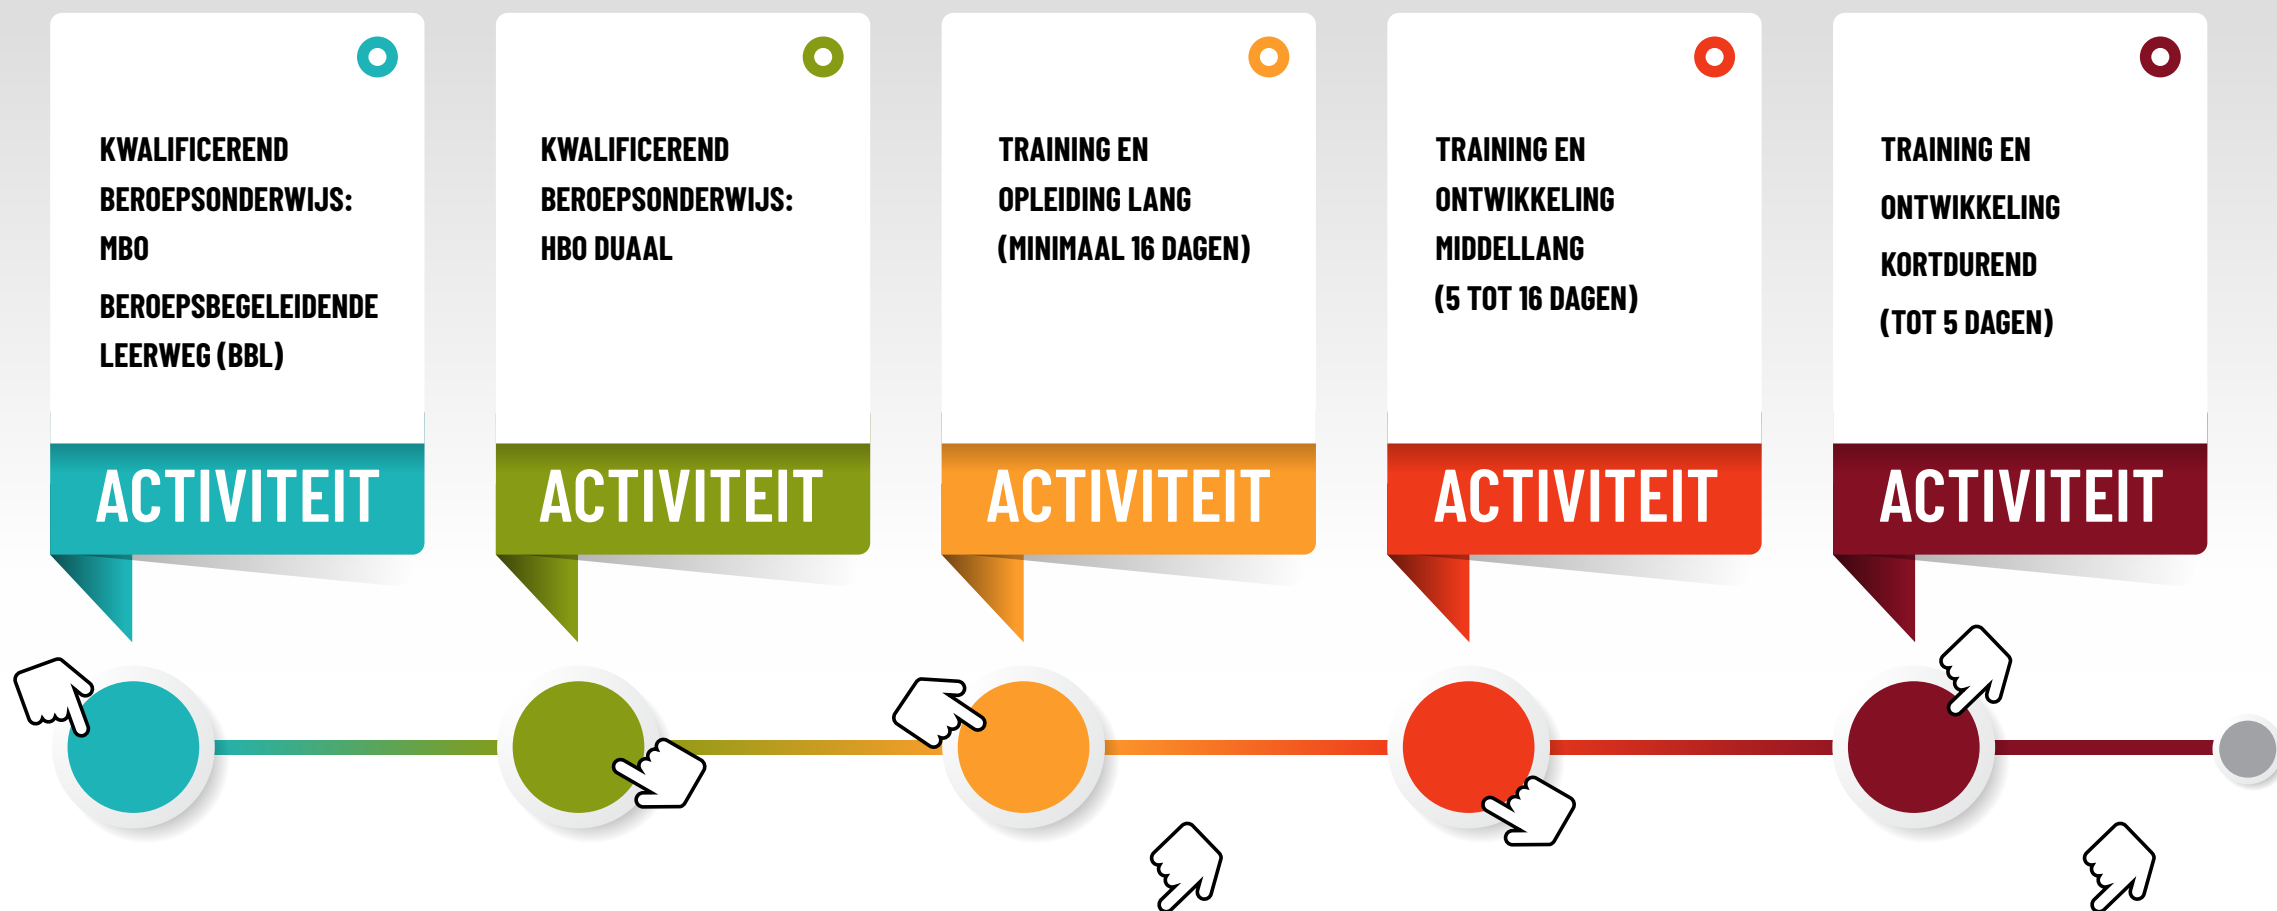 KWALIFICEREND
BEROEPSONDERWIJS:
MBO
BEROEPSBEGELEIDENDE
LEERWEG (BBL)
ACTIVITEIT
KWALIFICEREND
BEROEPSONDERWIJS:
HBO DUAAL
ACTIVITEIT
TRAINING EN
OPLEIDING LANG
(MINIMAAL 16 DAGEN)
ACTIVITEIT
TRAINING EN
ONTWIKKELING
MIDDELLANG
(5 TOT 16 DAGEN)
ACTIVITEIT
TRAINING EN
ONTWIKKELING
KORTDUREND
(TOT 5 DAGEN)
ACTIVITEIT